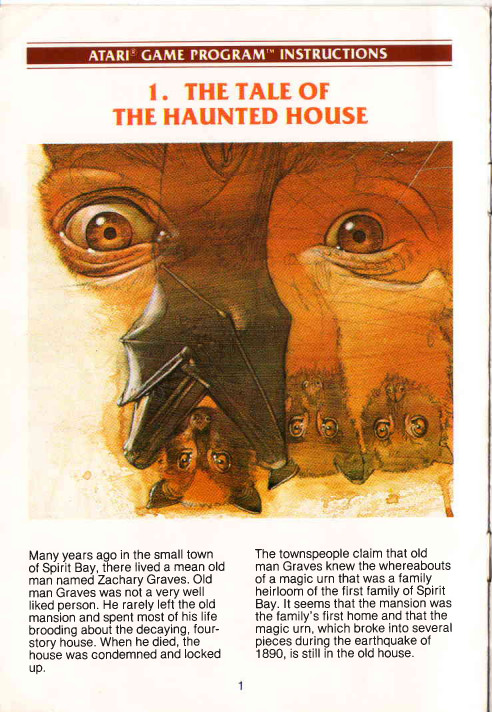 ATARI® GAME PROGRAM™ INSTRUCTIONS
1. THE TALE OF
THE HAUNTED HOUSE
Many years ago in the small town
of Spirit Bay, there lived a mean old
man named Zachary Graves. Old
man Graves was not a very well
liked person. He rarely left the old
mansion and spent most of his life
brooding about the decaying, four-
story house. When he died, the
house was condemned and locked
up.
The townspeople claim that old
man Graves knew the whereabouts
of a magic urn that was a family
heirloom of the first family of Spirit
Bay. It seems that the mansion was
the family's first home and that the
magic urn, which broke into several
pieces during the earthquake of
1890, is still in the old house.
1